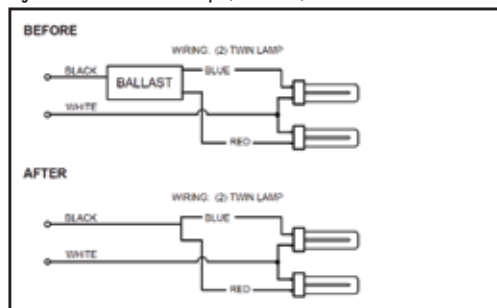 BEFORE
WIRING: (2) TWIN LAMP
BLACK
BALLAST
BLUE
WHITE
RED
AFTER
WIRING: (2) TWIN LAMP
BLACK
BLUE
WHITE
RED